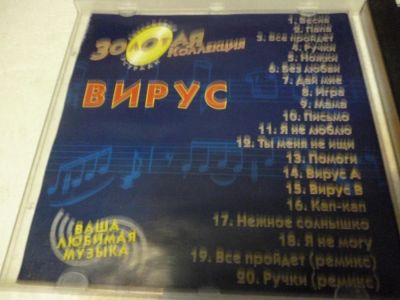 Золотая
коллекция
ВИРУС
1. Весна
2. Папа
3. Все пройдет
4. Ручки
5. Ножки
6. Без любви
7. Дай мне
8. Игра
9. Мама
10. Письмо
11. Я не люблю
12. Ты меня не ищи
13. Помоги
14. Вирус А
15. Вирус В
16. Кап-кап
17. Нежное солнышко
18. Я не могу
19. Все пройдет (ремикс)
20. Ручки (ремикс)
ВАША
ЛЮБИМАЯ
МУЗЫКА